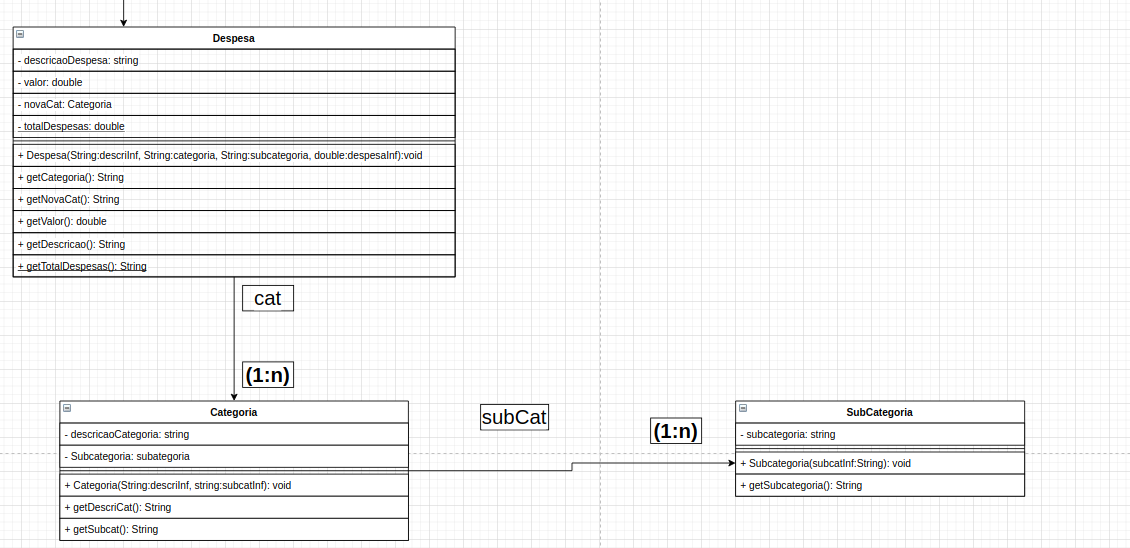 Despesa
- descricaoDespesa: string
- valor: double
- novaCat: Categoria
- totalDespesas: double
+ Despesa(String:descriInf, String:categoria, String:subcategoria, double:despesaInf):void
+ getCategoria(): String
+ getNovaCat(): String
+ getValor(): double
+ getDescricao(): String
+ getTotalDespesas(): String
cat
(1:n)
Categoria
- descricaoCategoria: string
- Subcategoria: subategoria
+ Categoria(String:descriInf, string:subcatInf): void
+ getDescriCat(): String
+ getSubcat(): String
subCat
(1:n)
SubCategoria
- subcategoria: string
+ Subcategoria(subcatInf:String): void
+ getSubcategoria(): String